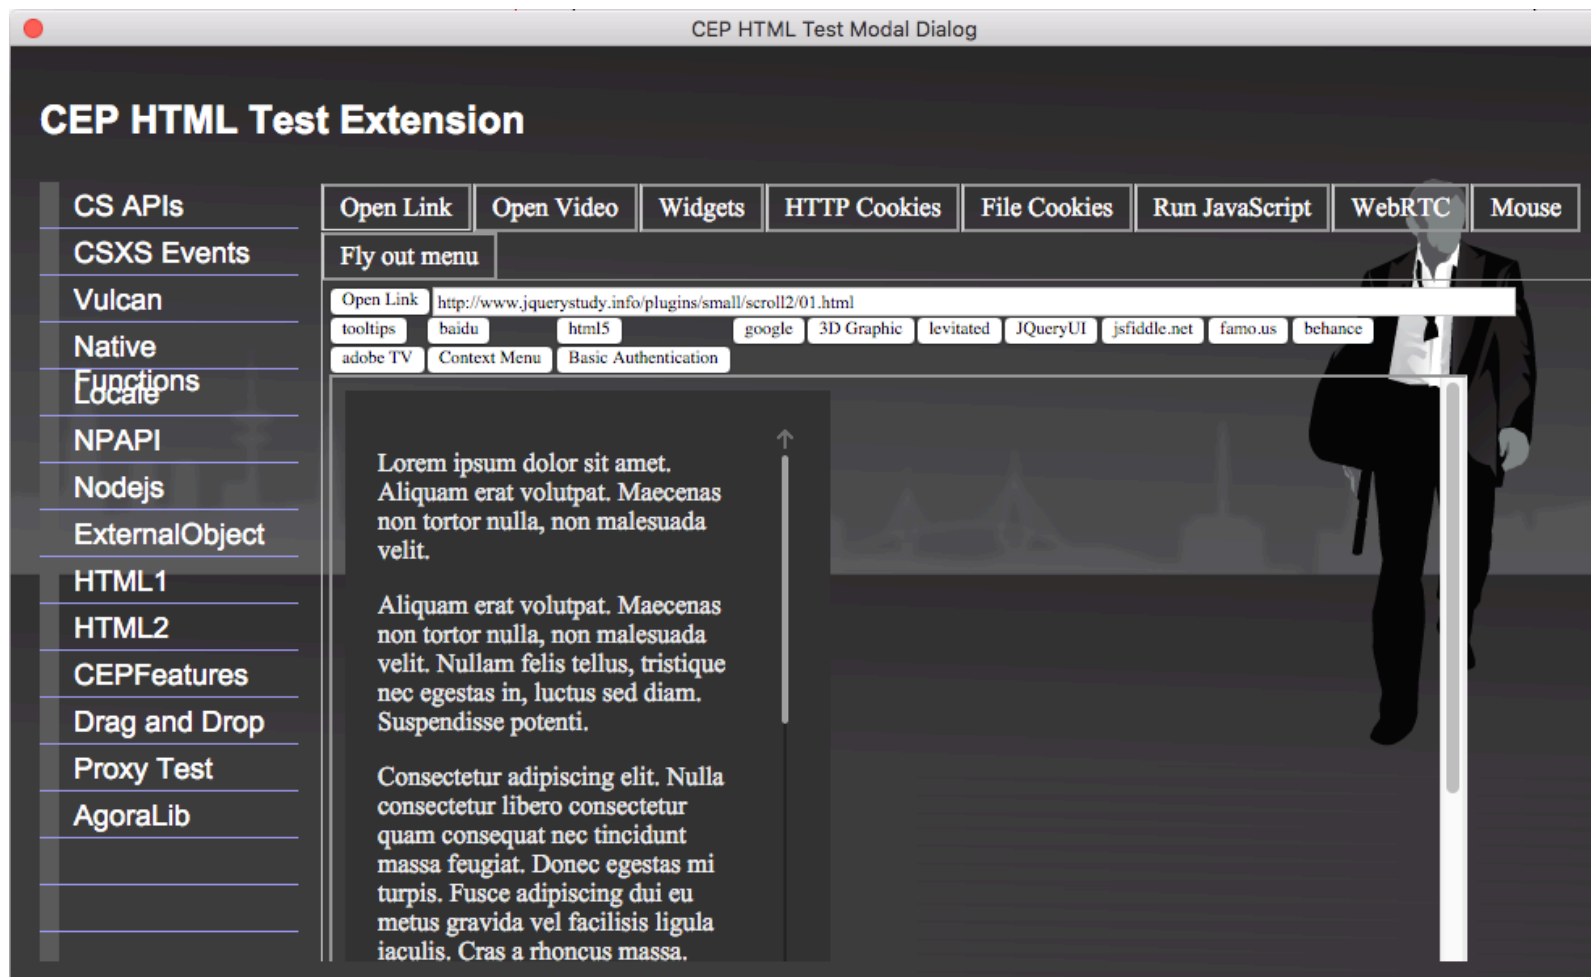 CEP HTML Test Modal Dialog
CEP HTML Test Extension
CS APIs
CSXS Events
Vulcan
Native
Functions
Locale
NPAPI
Nodejs
ExternalObject
HTML1
HTML2
CEPFeatures
Drag and Drop
Proxy Test
AgoraLib
Open Link Open Video Widgets HTTP Cookies File Cookies Run JavaScript WebRTC Mouse
Fly out menu
Open Link http://www.jquerystudy.info/plugins/small/scroll2/01.html
tooltips baidu html5 google 3D Graphic levitated JQueryUI jsfiddle.net famo.us behance
adobe TV Context Menu Basic Authentication
Lorem ipsum dolor sit amet.
Aliquam erat volutpat. Maecenas
non tortor nulla, non malesuada
velit.
Aliquam erat volutpat. Maecenas
non tortor nulla, non malesuada
velit. Nullam felis tellus, tristique
nec egestas in, luctus sed diam.
Suspendisse potenti.
Consectetur adipiscing elit. Nulla
consectetur libero consectetur
quam consequat nec tincidunt
massa feugiat. Donec egestas mi
turpis. Fusce adipiscing dui eu
metus gravida vel facilisis ligula
iaculis. Cras a rhoncus massa.